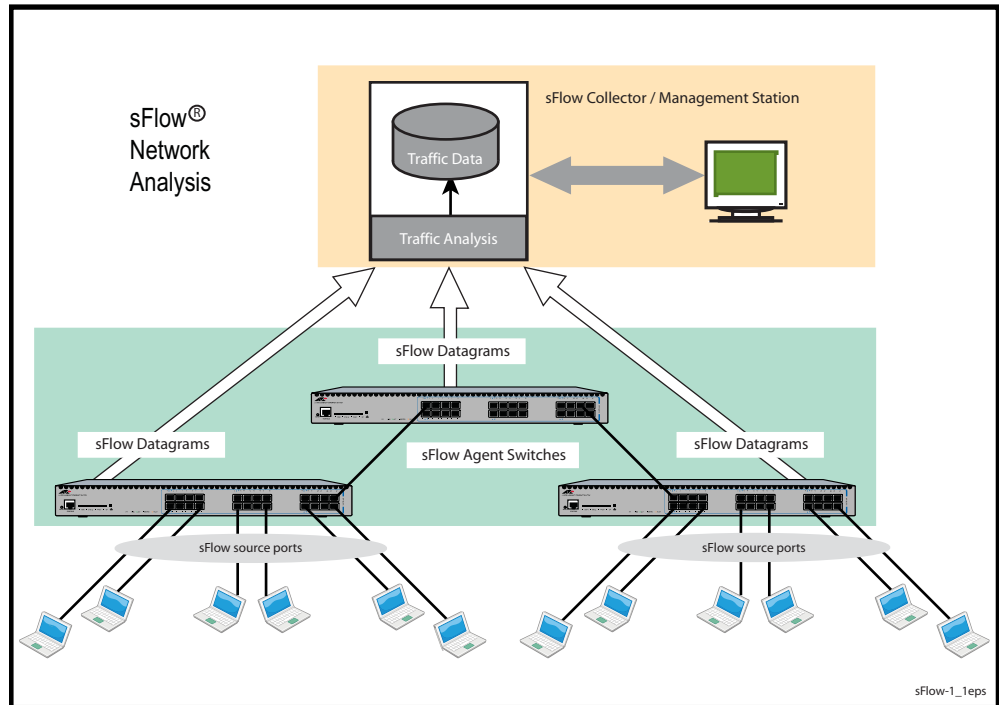 sFlow®
Network
Analysis
sFlow Collector / Management Station
Traffic Data
Traffic Analysis
sFlow Datagrams
sFlow Datagrams
sFlow Agent Switches
sFlow Datagrams
sFlow source ports
sFlow source ports
sFlow-1_1eps